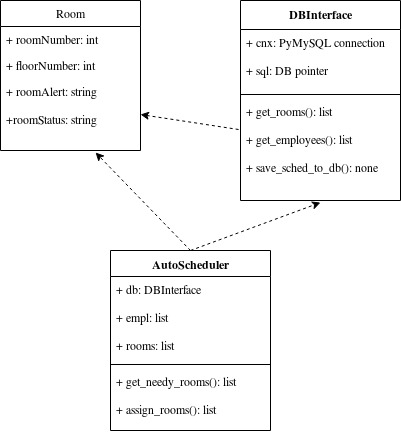 Room
+ roomNumber: int
+ floorNumber: int
+ roomAlert: string
+roomStatus: string
DBInterface
+ cnx: PyMySQL connection
+ sql: DB pointer
+ get_rooms(): list
+ get_employees(): list
+ save_sched_to_db(): none
AutoScheduler
+ db: DBInterface
+ empl: list
+ rooms: list
+ get_needy_rooms(): list
+ assign_rooms(): list